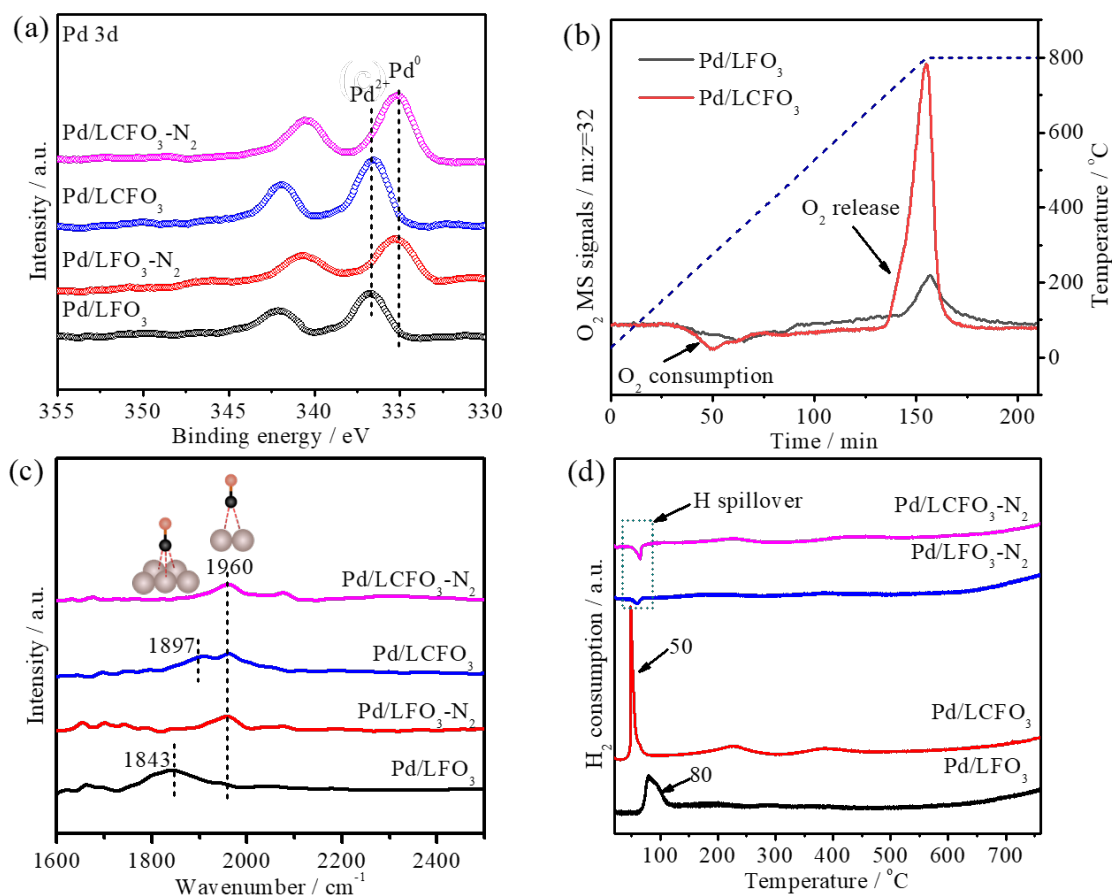 (a)
Pd 3d
(c)
Pd²⁺
Pd⁰
Pd/LCFO₃-N₂
Pd/LCFO₃
Pd/LFO₃-N₂
Pd/LFO₃
Intensity / a.u.
355 350 345 340 335 330
Binding energy / eV
(b)
Pd/LFO₃
Pd/LCFO₃
O₂ release
O₂ consumption
O₂ MS signals / m:z=32
800
600
400
200
0
Temperature / °C
0 50 100 150 200
Time / min
(c)
1960
Pd/LCFO₃-N₂
1897
Pd/LCFO₃
Pd/LFO₃-N₂
1843
Pd/LFO₃
Intensity / a.u.
1600 1800 2000 2200 2400
Wavenumber / cm⁻¹
(d)
H spillover
Pd/LCFO₃-N₂
Pd/LFO₃-N₂
50
Pd/LCFO₃
80
Pd/LFO₃
H₂ consumption / a.u.
100 200 300 400 500 600 700
Temperature / °C